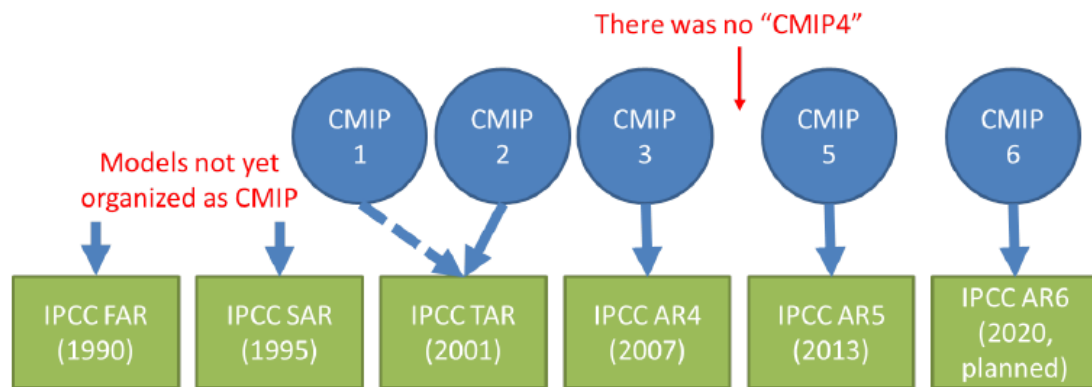 There was no “CMIP4”
CMIP
1
CMIP
2
CMIP
3
CMIP
5
CMIP
6
Models not yet
organized as CMIP
IPCC FAR
(1990)
IPCC SAR
(1995)
IPCC TAR
(2001)
IPCC AR4
(2007)
IPCC AR5
(2013)
IPCC AR6
(2020,
planned)